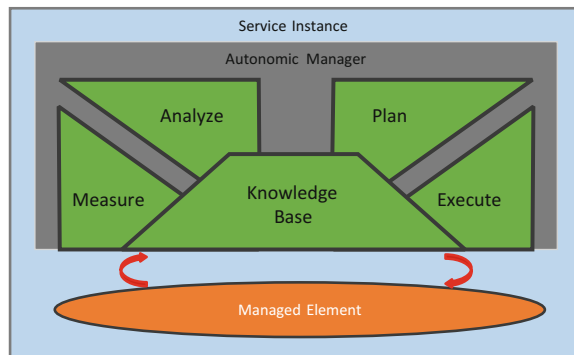 Service Instance
Autonomic Manager
Analyze
Plan
Measure
Knowledge
Base
Execute
Managed Element